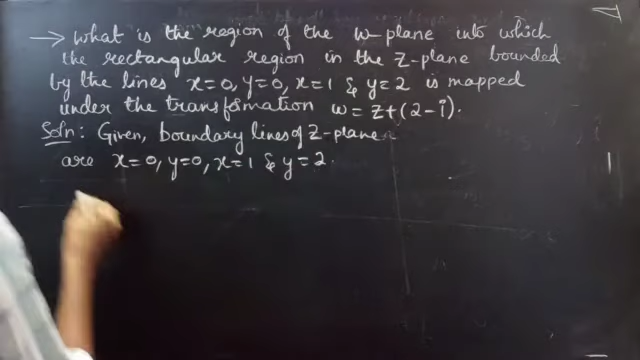 → What is the region of the W-plane into which
the rectangular region in the Z-plane bounded
by the lines x=0, y=0, x=1 & y=2 is mapped
under the transformation w=z+(2-i).
Soln: Given, boundary lines of Z-plane
are x=0, y=0, x=1 & y=2.